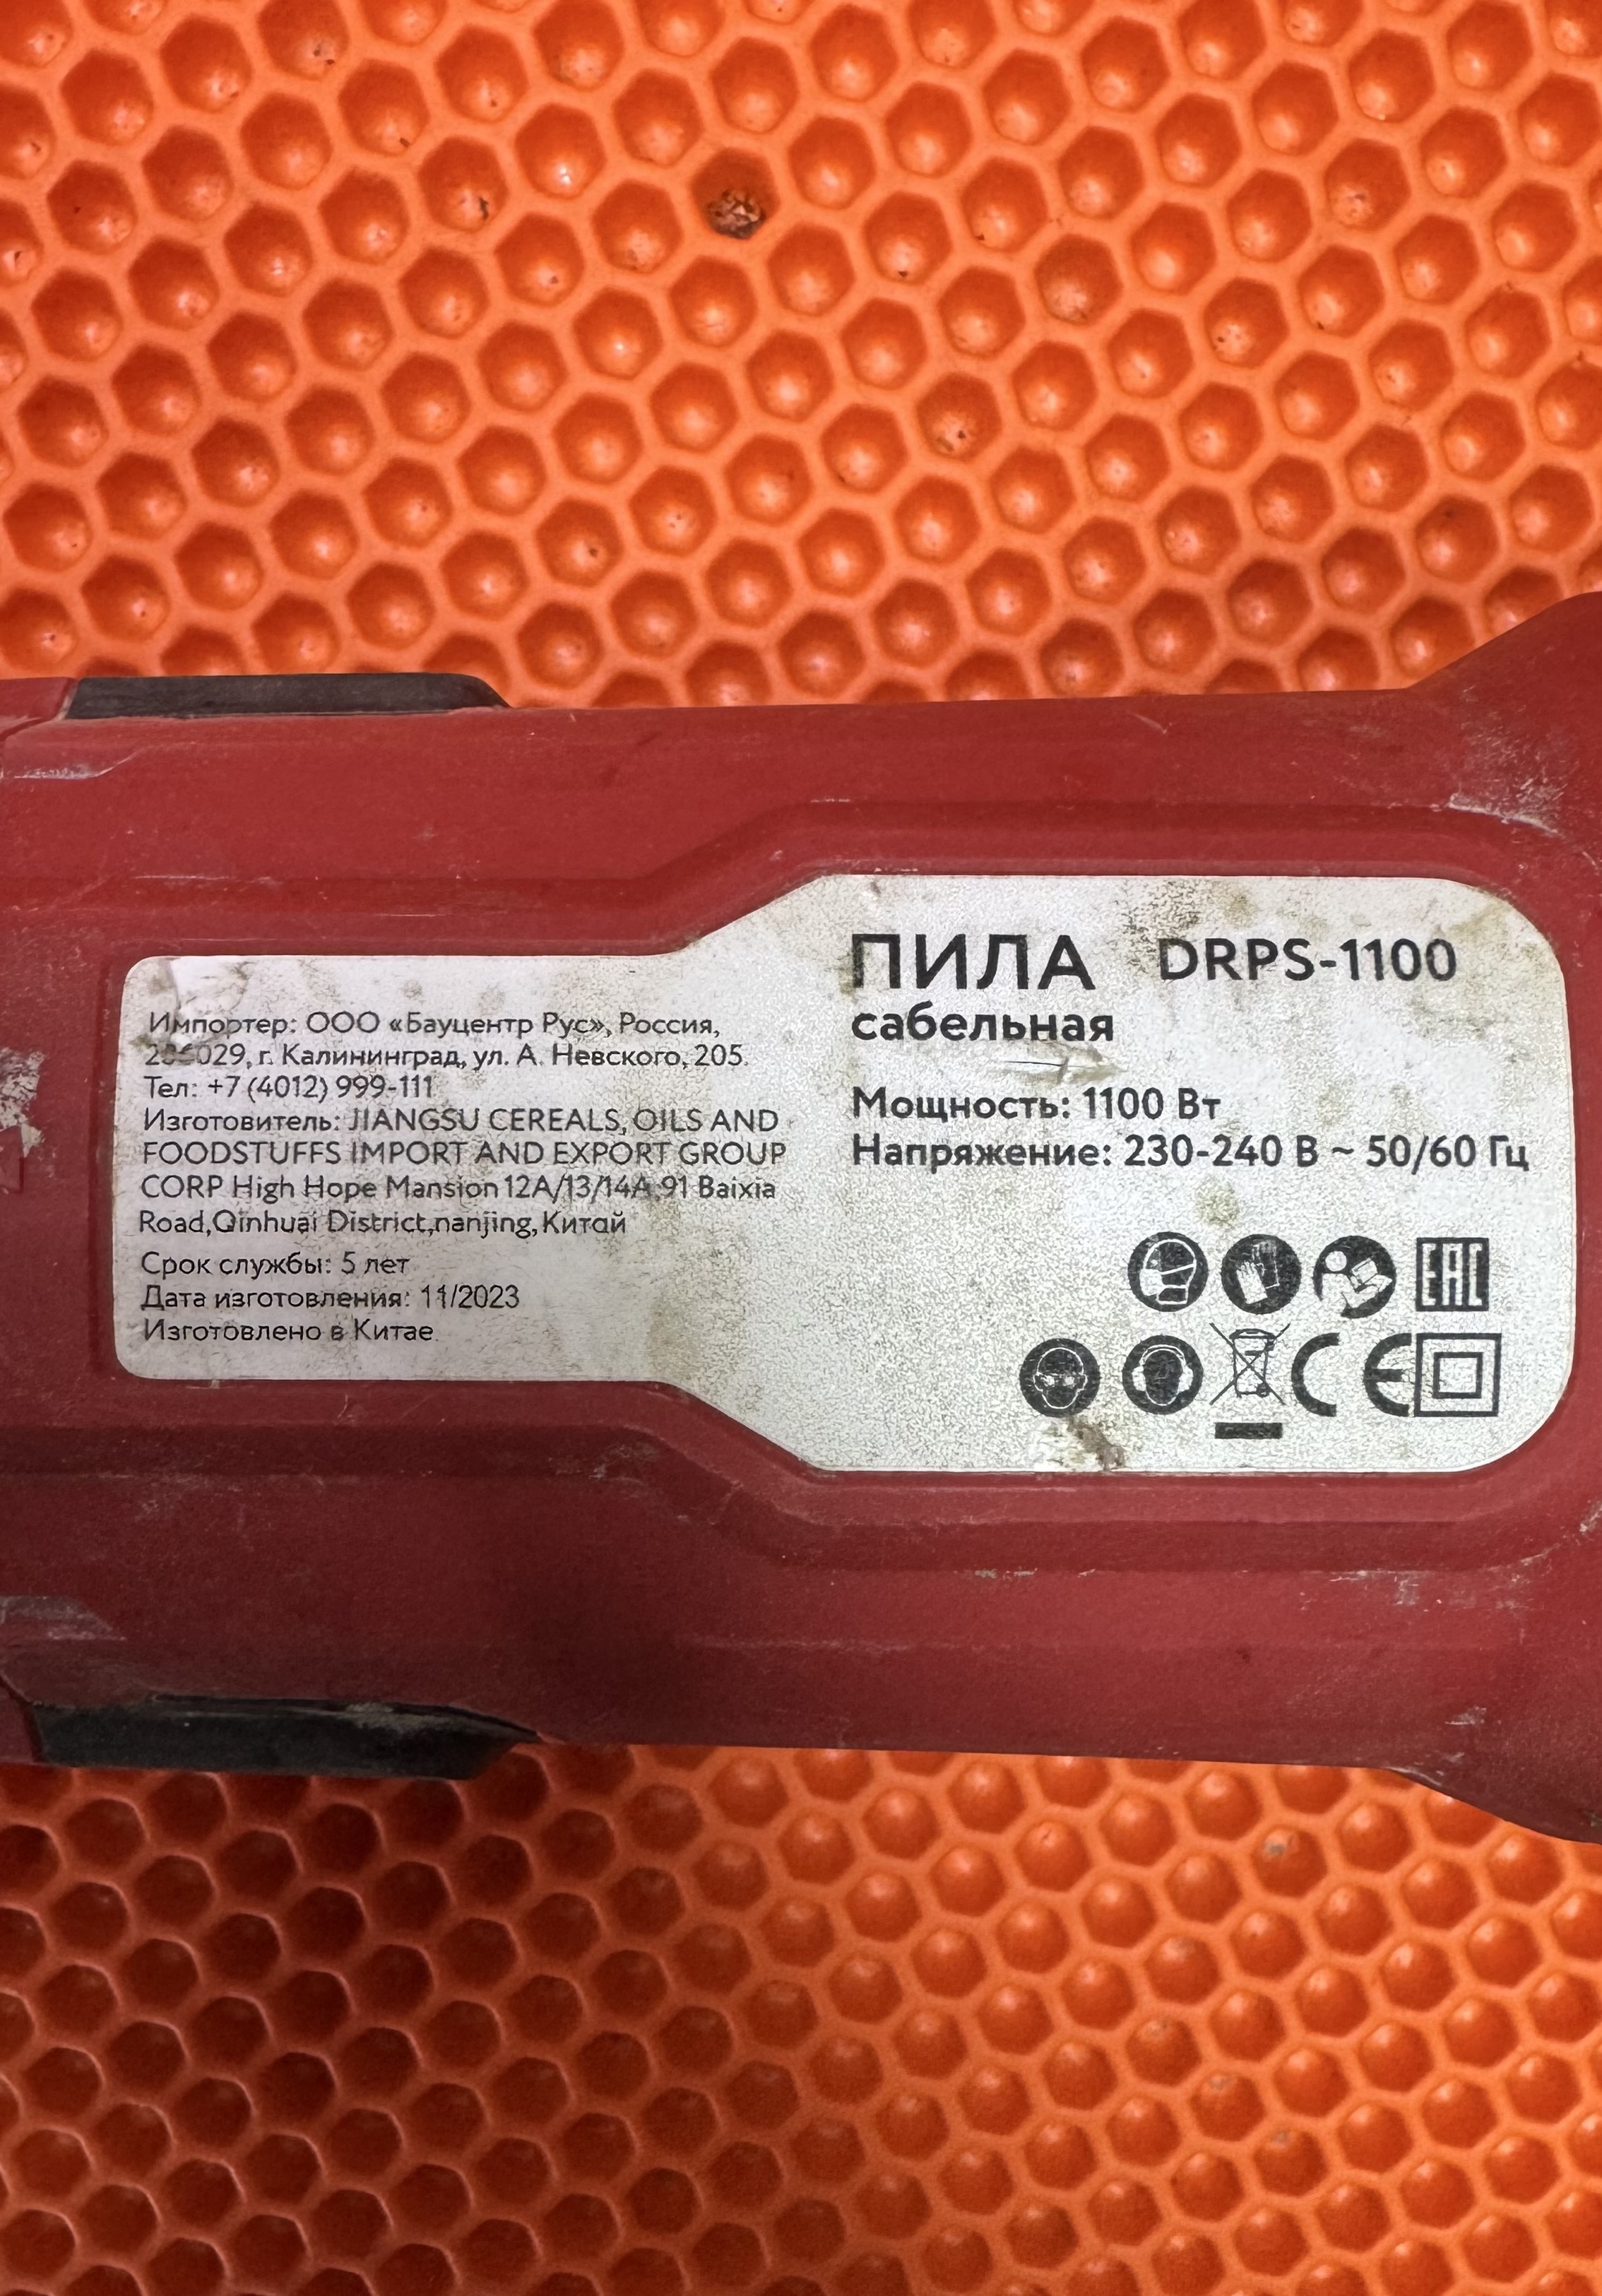 Импортер: ООО «Бауцентр Рус», Россия,
г. Калининград, ул. А. Невского, 205.
Тел: +7 (4012) 999-111
Изготовитель: JIANGSU CEREALS, OILS AND
FOODSTUFFS IMPORT AND EXPORT GROUP
CORP High Hope Mansion 12A/13/14A,91 Baixia
Road,Qinhuai District,nanjing, Китай
Срок службы: 5 лет
Дата изготовления: 11/2023
Изготовлено в Китае
ПИЛА DRPS-1100
сабельная
Мощность: 1100 Вт
Напряжение: 230-240 В ~ 50/60 Гц
EAC
CE